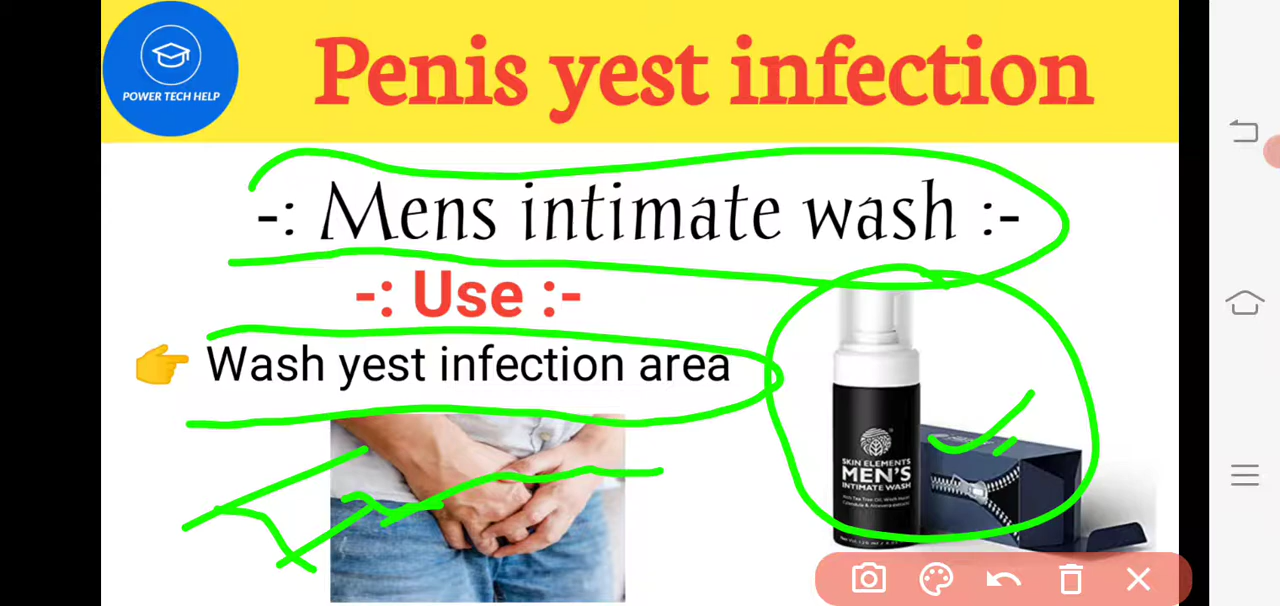 POWER TECH HELP
Penis yest infection
-: Mens intimate wash :-
-: Use :-
👉 Wash yest infection area
SKIN ELEMENTS
MEN'S
INTIMATE WASH